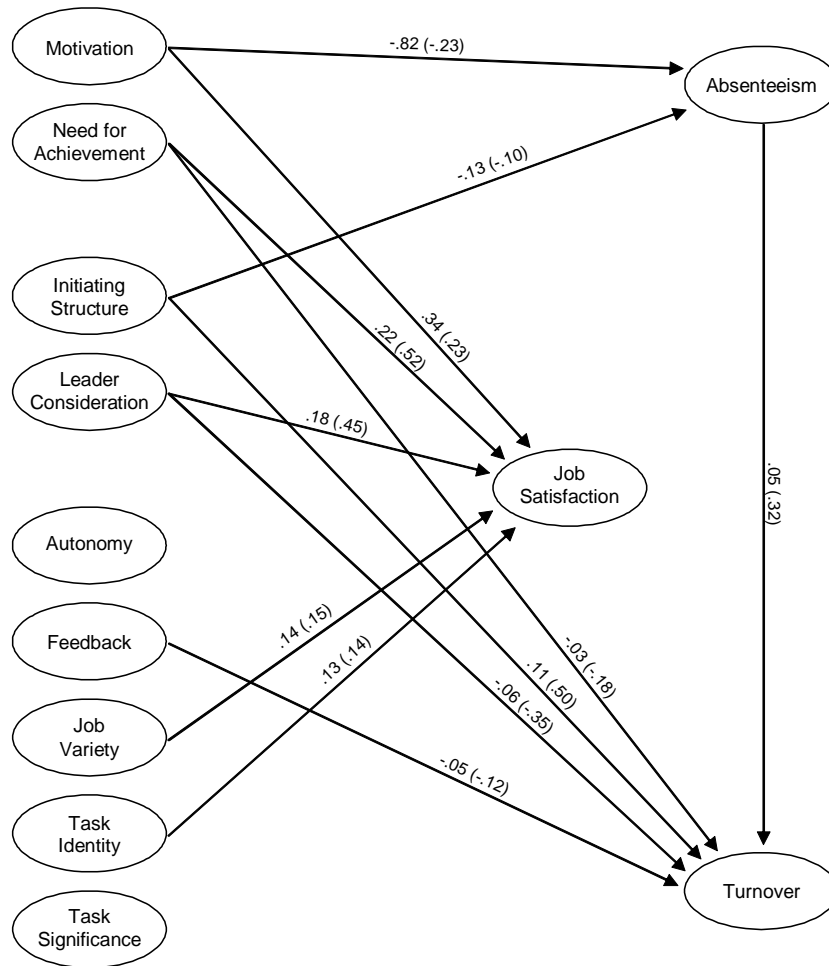 Motivation
-.82 (-.23)
Absenteeism
Need for
Achievement
-.13 (-.10)
Initiating
Structure
.34 (.23)
.22 (.52)
Leader
Consideration
.18 (.45)
Job
Satisfaction
.05 (.32)
Autonomy
Feedback
.14 (.15)
.13 (.14)
-.03 (-.18)
.11 (.50)
-.06 (-.35)
Job
Variety
-.05 (-.12)
Task
Identity
Turnover
Task
Significance